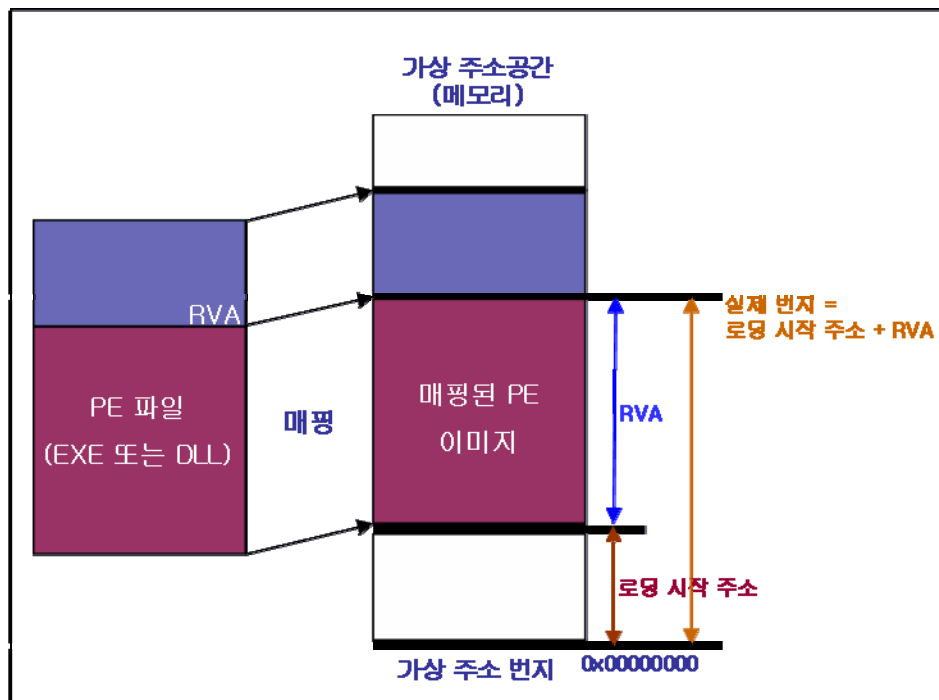 가상 주소공간
(메모리)
RVA
실제 번지 =
로딩 시작 주소 + RVA
PE 파일
(EXE 또는 DLL)
매핑
매핑된 PE
이미지
RVA
로딩 시작 주소
가상 주소 번지
0x00000000